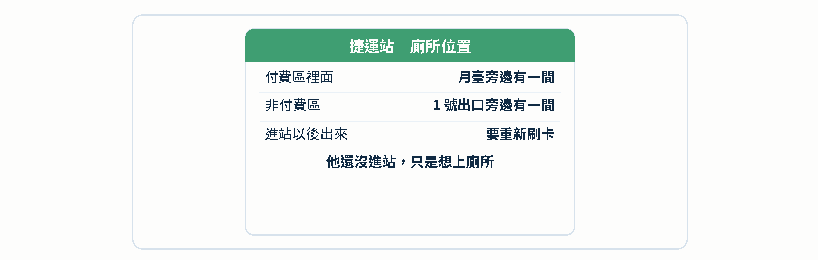 捷運站　廁所位置
付費區裡面　月臺旁邊有一間
非付費區　1 號出口旁邊有一間
進站以後出來　要重新刷卡
他還沒進站，只是想上廁所